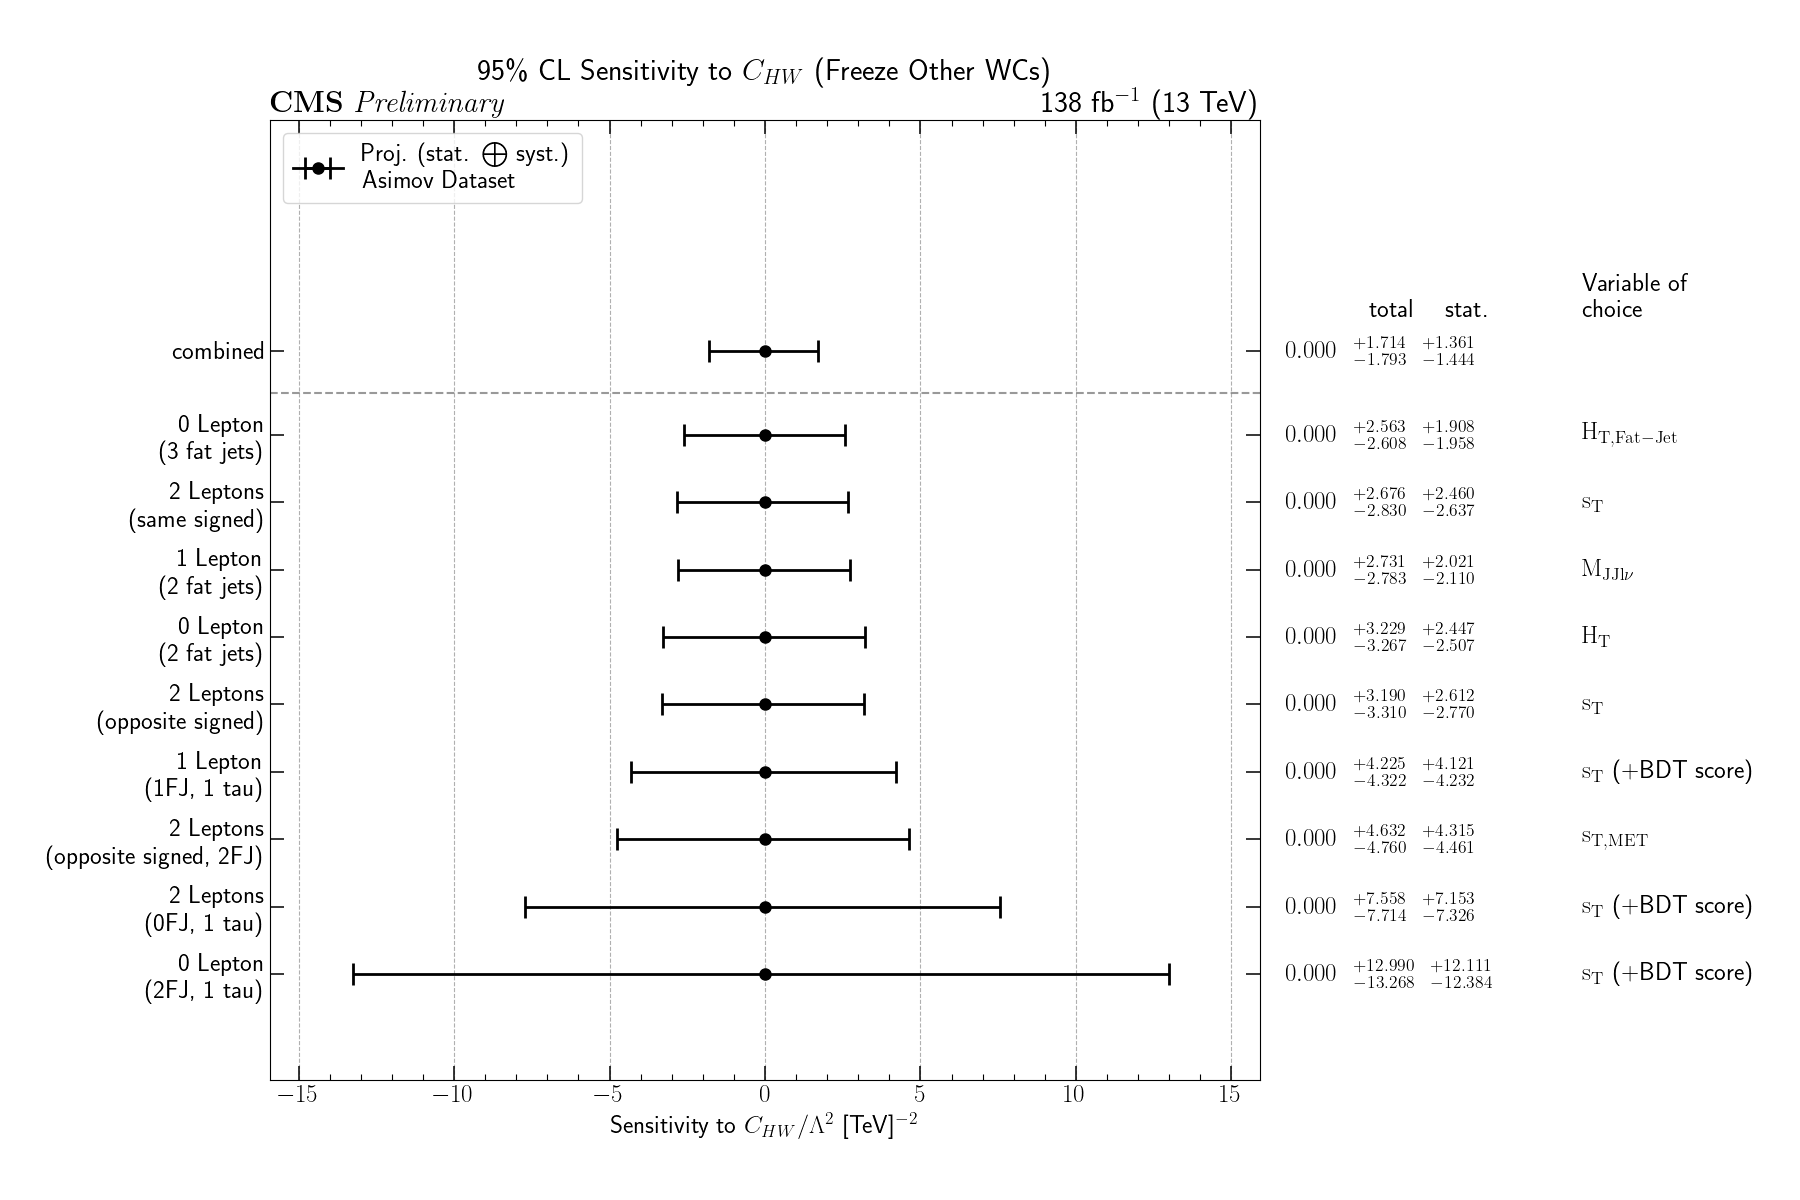 95% CL Sensitivity to C_{HW} (Freeze Other WCs)
CMS Preliminary 138 fb^{-1} (13 TeV)
Proj. (stat. ⨁ syst.)
Asimov Dataset
Variable of
total stat. choice
combined 0.000 +1.714 −1.793 +1.361 −1.444
0 Lepton
(3 fat jets) 0.000 +2.563 −2.608 +1.908 −1.958 H_{T,Fat−Jet}
2 Leptons
(same signed) 0.000 +2.676 −2.830 +2.460 −2.637 s_T
1 Lepton
(2 fat jets) 0.000 +2.731 −2.783 +2.021 −2.110 M_{JJlν}
0 Lepton
(2 fat jets) 0.000 +3.229 −3.267 +2.447 −2.507 H_T
2 Leptons
(opposite signed) 0.000 +3.190 −3.310 +2.612 −2.770 s_T
1 Lepton
(1FJ, 1 tau) 0.000 +4.225 −4.322 +4.121 −4.232 s_T (+BDT score)
2 Leptons
(opposite signed, 2FJ) 0.000 +4.632 −4.760 +4.315 −4.461 s_{T,MET}
2 Leptons
(0FJ, 1 tau) 0.000 +7.558 −7.714 +7.153 −7.326 s_T (+BDT score)
0 Lepton
(2FJ, 1 tau) 0.000 +12.990 −13.268 +12.111 −12.384 s_T (+BDT score)
−15 −10 −5 0 5 10 15
Sensitivity to C_{HW}/Λ^2 [TeV]^{−2}